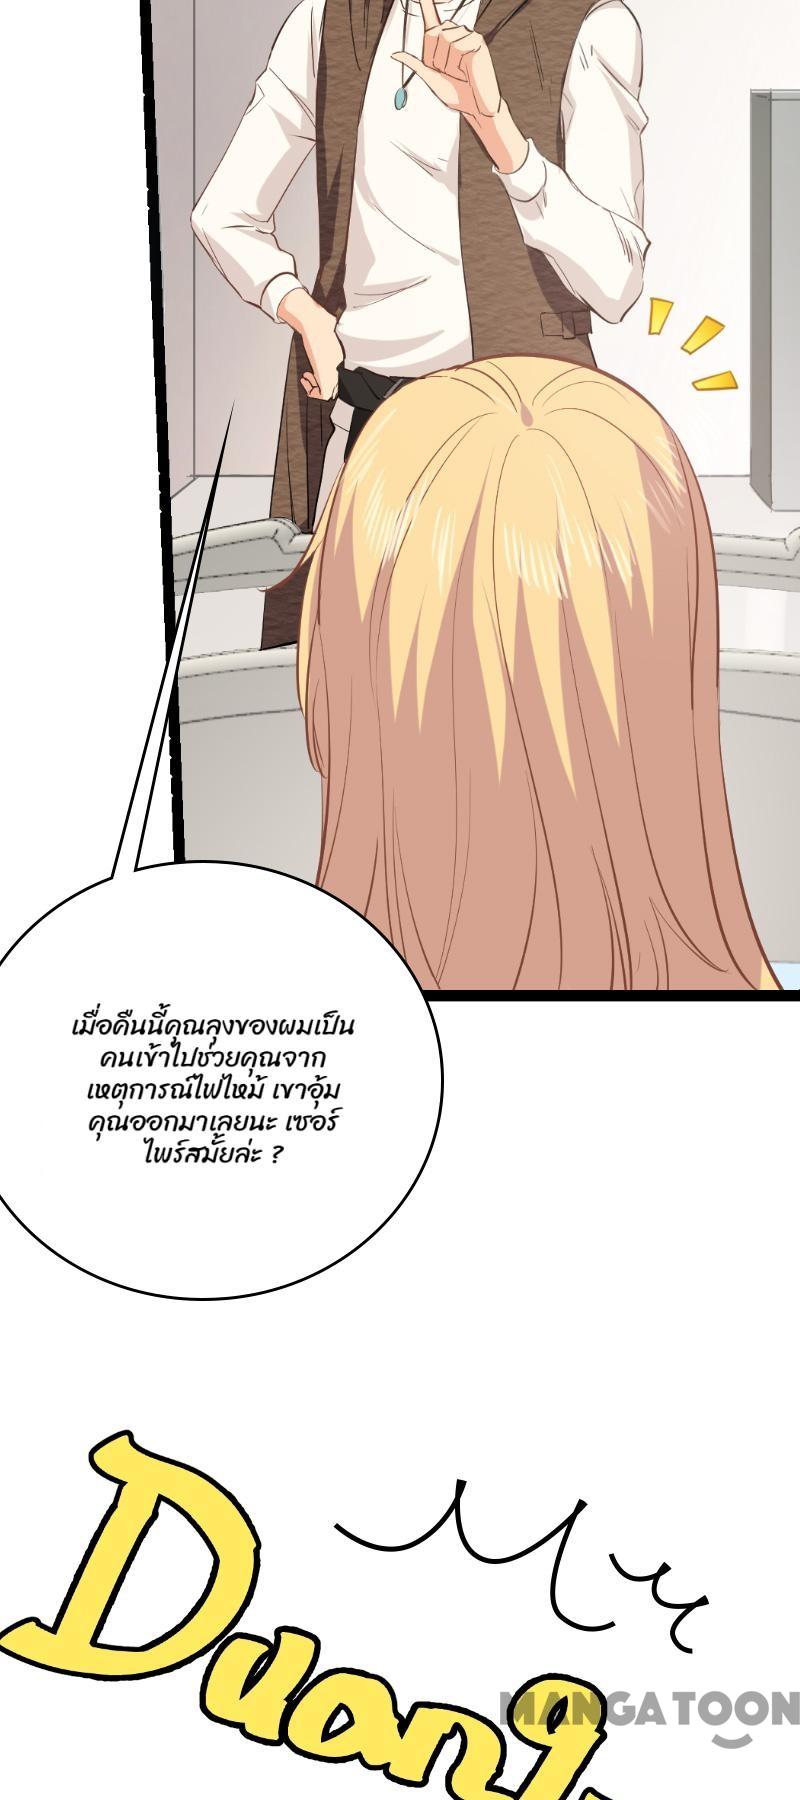 เมื่อคืนนี้คุณลุงของผมเป็น
คนเข้าไปช่วยคุณจาก
เหตุการณ์ไฟไหม้ เขาอุ้ม
คุณออกมาเลยนะ เซอร์
ไพร์สมั้ยล่ะ ?
Duang
MANGATOON